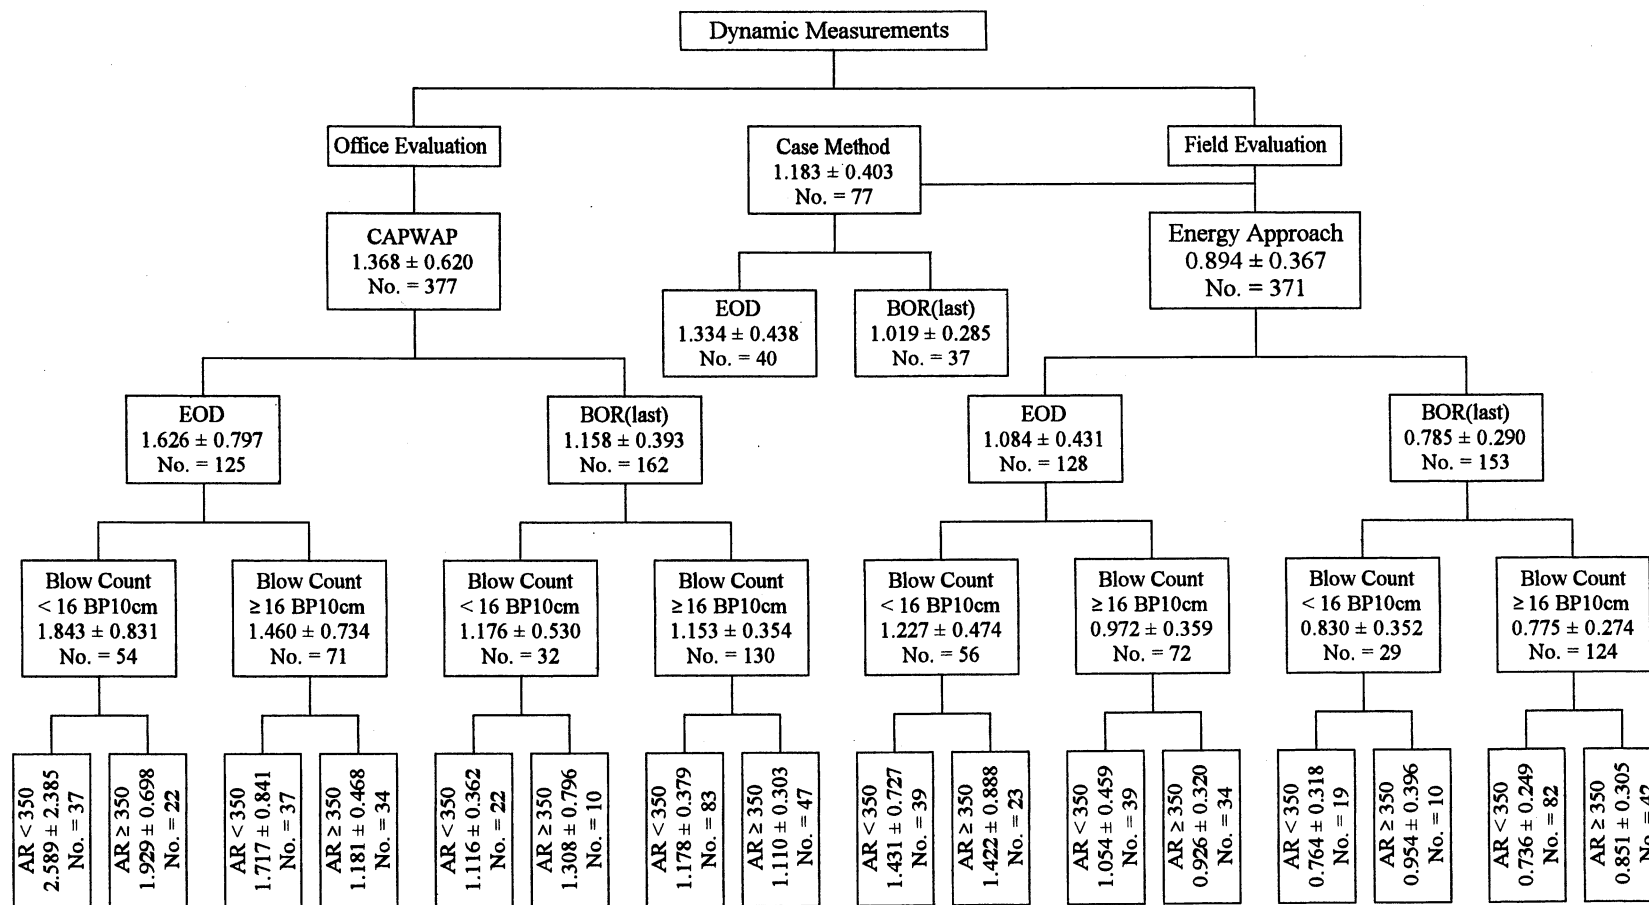 Dynamic Measurements
Office Evaluation
Case Method
1.183 ± 0.403
No. = 77
Field Evaluation
CAPWAP
1.368 ± 0.620
No. = 377
Energy Approach
0.894 ± 0.367
No. = 371
EOD
1.334 ± 0.438
No. = 40
BOR(last)
1.019 ± 0.285
No. = 37
EOD
1.626 ± 0.797
No. = 125
BOR(last)
1.158 ± 0.393
No. = 162
EOD
1.084 ± 0.431
No. = 128
BOR(last)
0.785 ± 0.290
No. = 153
Blow Count
< 16 BP10cm
1.843 ± 0.831
No. = 54
Blow Count
≥ 16 BP10cm
1.460 ± 0.734
No. = 71
Blow Count
< 16 BP10cm
1.176 ± 0.530
No. = 32
Blow Count
≥ 16 BP10cm
1.153 ± 0.354
No. = 130
Blow Count
< 16 BP10cm
1.227 ± 0.474
No. = 56
Blow Count
≥ 16 BP10cm
0.972 ± 0.359
No. = 72
Blow Count
< 16 BP10cm
0.830 ± 0.352
No. = 29
Blow Count
≥ 16 BP10cm
0.775 ± 0.274
No. = 124
AR < 350
2.589 ± 2.385
No. = 37
AR ≥ 350
1.929 ± 0.698
No. = 22
AR < 350
1.717 ± 0.841
No. = 37
AR ≥ 350
1.181 ± 0.468
No. = 34
AR < 350
1.116 ± 0.362
No. = 22
AR ≥ 350
1.308 ± 0.796
No. = 10
AR < 350
1.178 ± 0.379
No. = 83
AR ≥ 350
1.110 ± 0.303
No. = 47
AR < 350
1.431 ± 0.727
No. = 39
AR ≥ 350
1.422 ± 0.888
No. = 23
AR < 350
1.054 ± 0.459
No. = 39
AR ≥ 350
0.926 ± 0.320
No. = 34
AR < 350
0.764 ± 0.318
No. = 19
AR ≥ 350
0.954 ± 0.396
No. = 10
AR < 350
0.736 ± 0.249
No. = 82
AR ≥ 350
0.851 ± 0.305
No. = 42